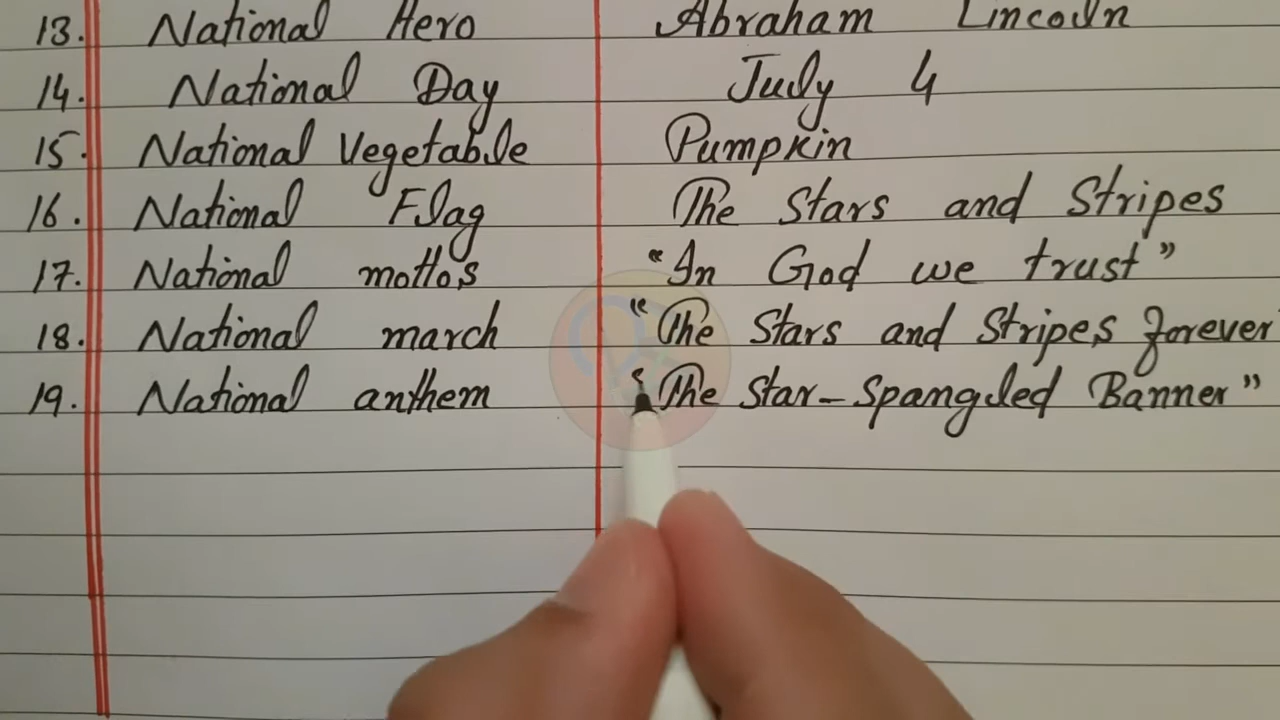 13. National Hero Abraham Lincoln
14. National Day July 4
15. National Vegetable Pumpkin
16. National Flag The Stars and Stripes
17. National mottos "In God we trust"
18. National march "The Stars and Stripes forever
19. National anthem "The Star-Spangled Banner"